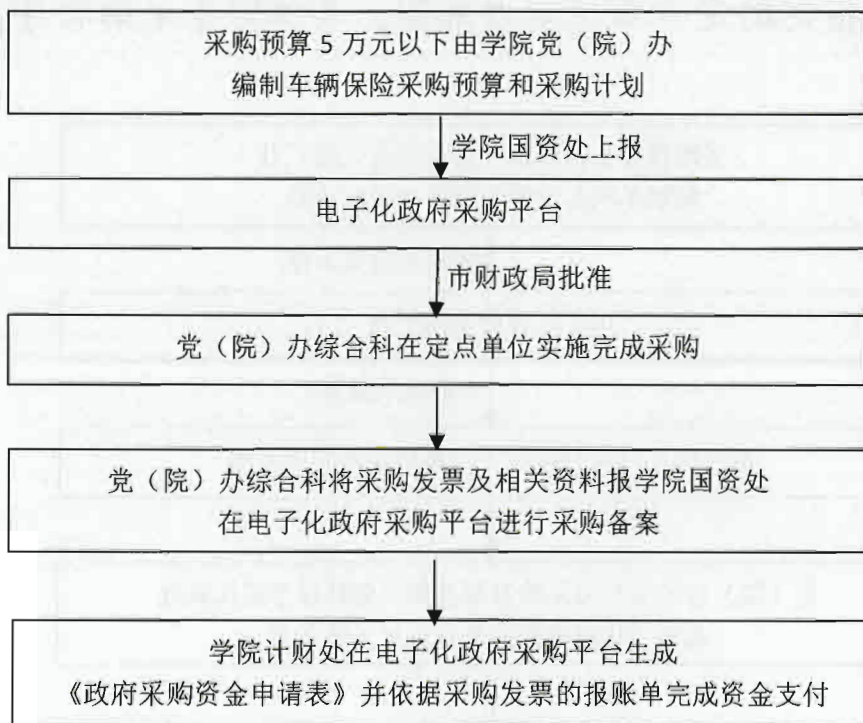 采购预算 5 万元以下由学院党（院）办
编制车辆保险采购预算和采购计划
学院国资处上报
电子化政府采购平台
市财政局批准
党（院）办综合科在定点单位实施完成采购
党（院）办综合科将采购发票及相关资料报学院国资处
在电子化政府采购平台进行采购备案
学院计财处在电子化政府采购平台生成
《政府采购资金申请表》并依据采购发票的报账单完成资金支付